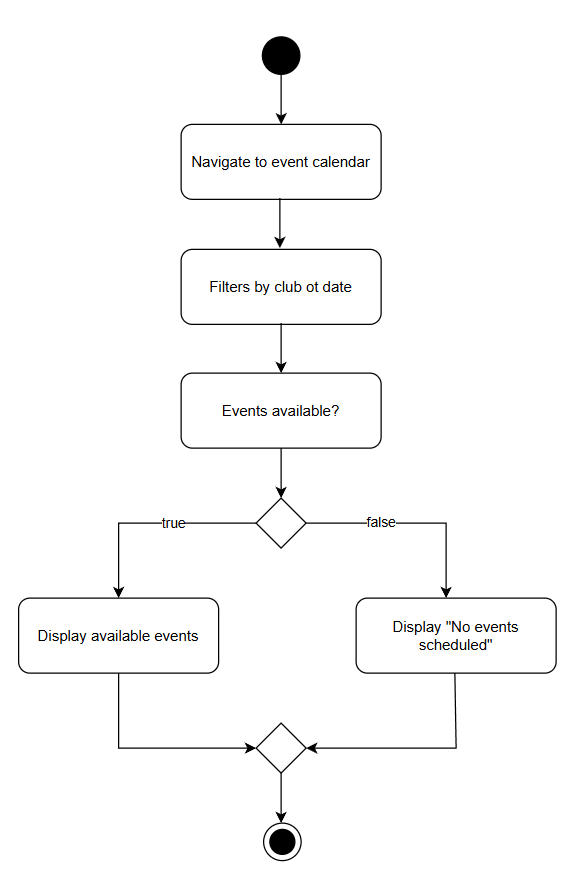 Navigate to event calendar
Filters by club ot date
Events available?
true
false
Display available events
Display "No events
scheduled"